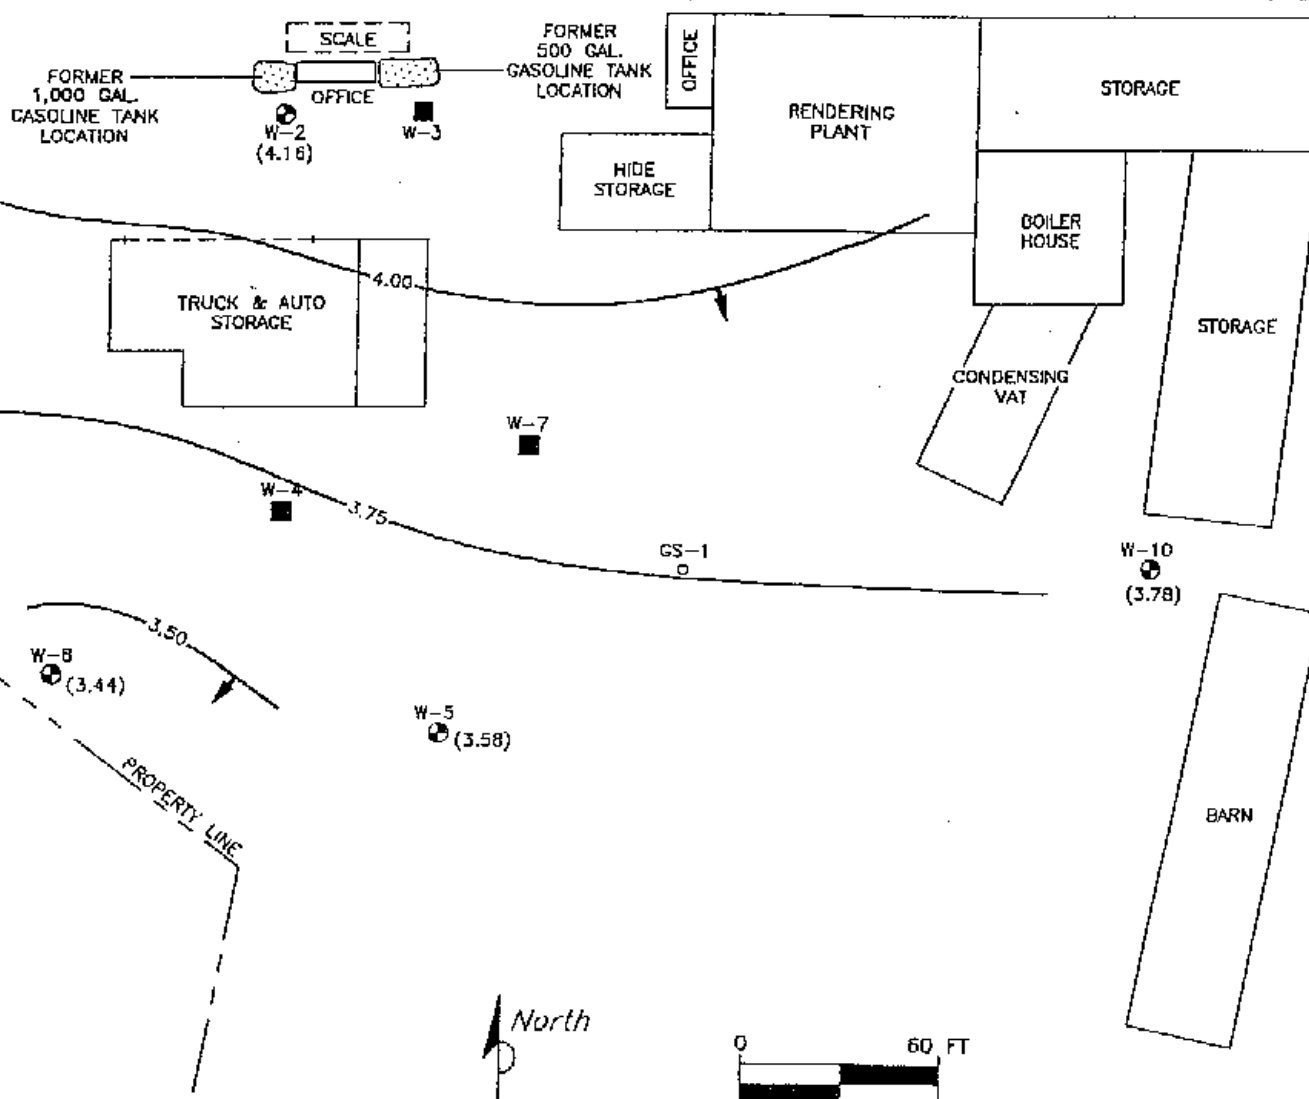 SCALE
FORMER
1,000 GAL.
GASOLINE TANK
LOCATION
OFFICE
FORMER
500 GAL.
GASOLINE TANK
LOCATION
W-2
(4.16)
W-3
OFFICE
RENDERING
PLANT
STORAGE
HIDE
STORAGE
BOILER
HOUSE
4.00
TRUCK & AUTO
STORAGE
STORAGE
CONDENSING
VAT
W-7
W-4
3.75
GS-1
W-10
(3.78)
3.50
W-6
(3.44)
W-5
(3.58)
PROPERTY LINE
BARN
North
0 60 FT